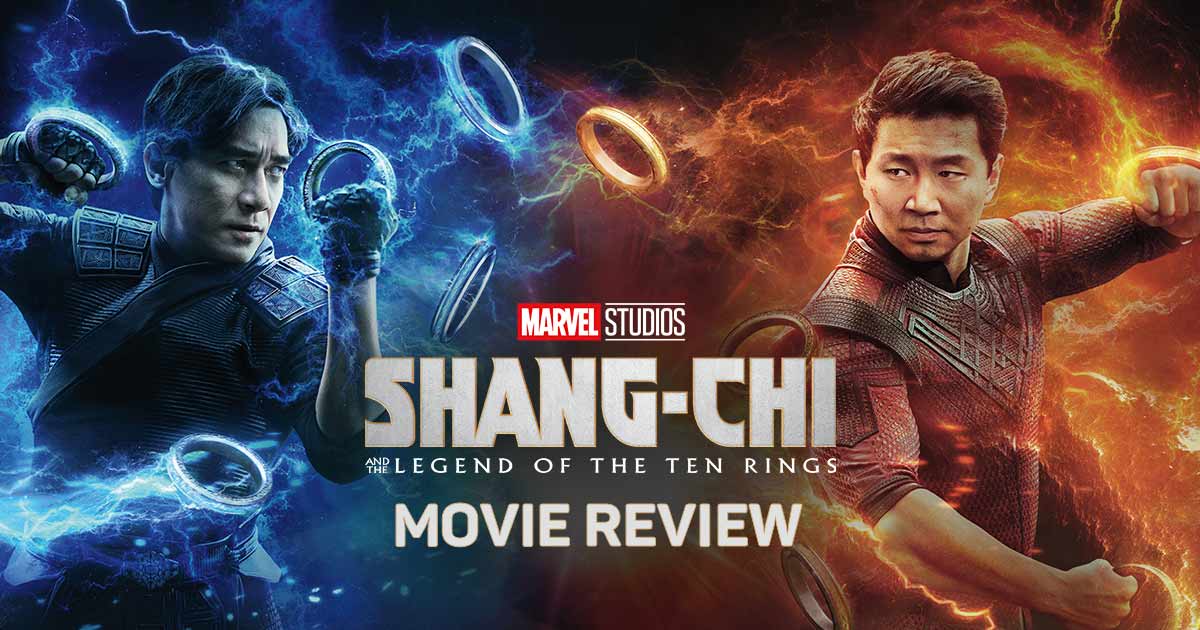 MARVEL STUDIOS
SHANG-CHI
AND THE LEGEND OF THE TEN RINGS
MOVIE REVIEW